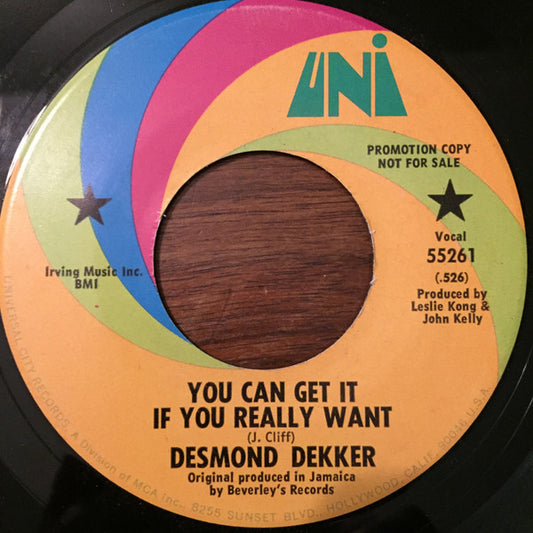 UNI
PROMOTION COPY
NOT FOR SALE
Vocal
55261
(.526)
Produced by
Leslie Kong &
John Kelly
Irving Music Inc.
BMI
YOU CAN GET IT
IF YOU REALLY WANT
(J. Cliff)
DESMOND DEKKER
Original produced in Jamaica
by Beverley's Records
UNIVERSAL CITY RECORDS, A Division of MCA Inc., 8255 SUNSET BLVD., HOLLYWOOD, CALIF. 90046 U.S.A.